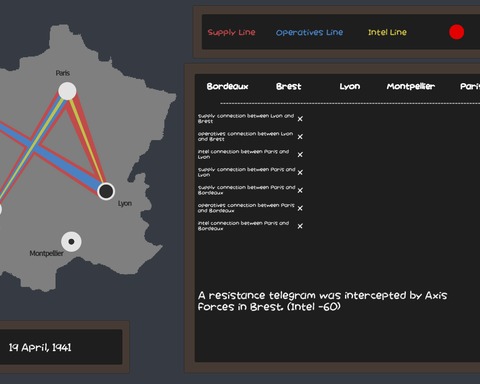 Supply Line Operatives Line Intel Line
Paris
Bordeaux Brest Lyon Montpellier Paris
Supply connection between Lyon and
Brest X
operatives connection between Lyon
and Brest X
Intel connection between Paris and
Lyon X
Supply connection between Paris and
Lyon X
Supply connection between Paris and
Bordeaux X
operatives connection between Paris
and Bordeaux X
Intel connection between Paris and
Bordeaux X
Lyon
Montpellier
A resistance telegram was intercepted by Axis
Forces in Brest. (Intel -60)
19 April, 1941